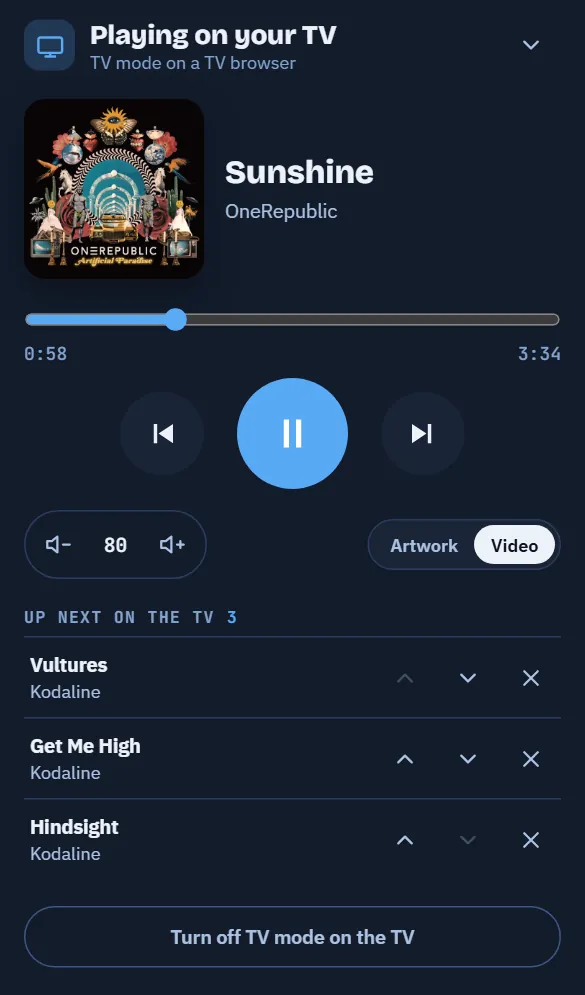 Playing on your TV
TV mode on a TV browser
ONEREPUBLIC
Artificial Paradise
Sunshine
OneRepublic
0:58
3:34
80
Artwork
Video
UP NEXT ON THE TV 3
Vultures
Kodaline
Get Me High
Kodaline
Hindsight
Kodaline
Turn off TV mode on the TV